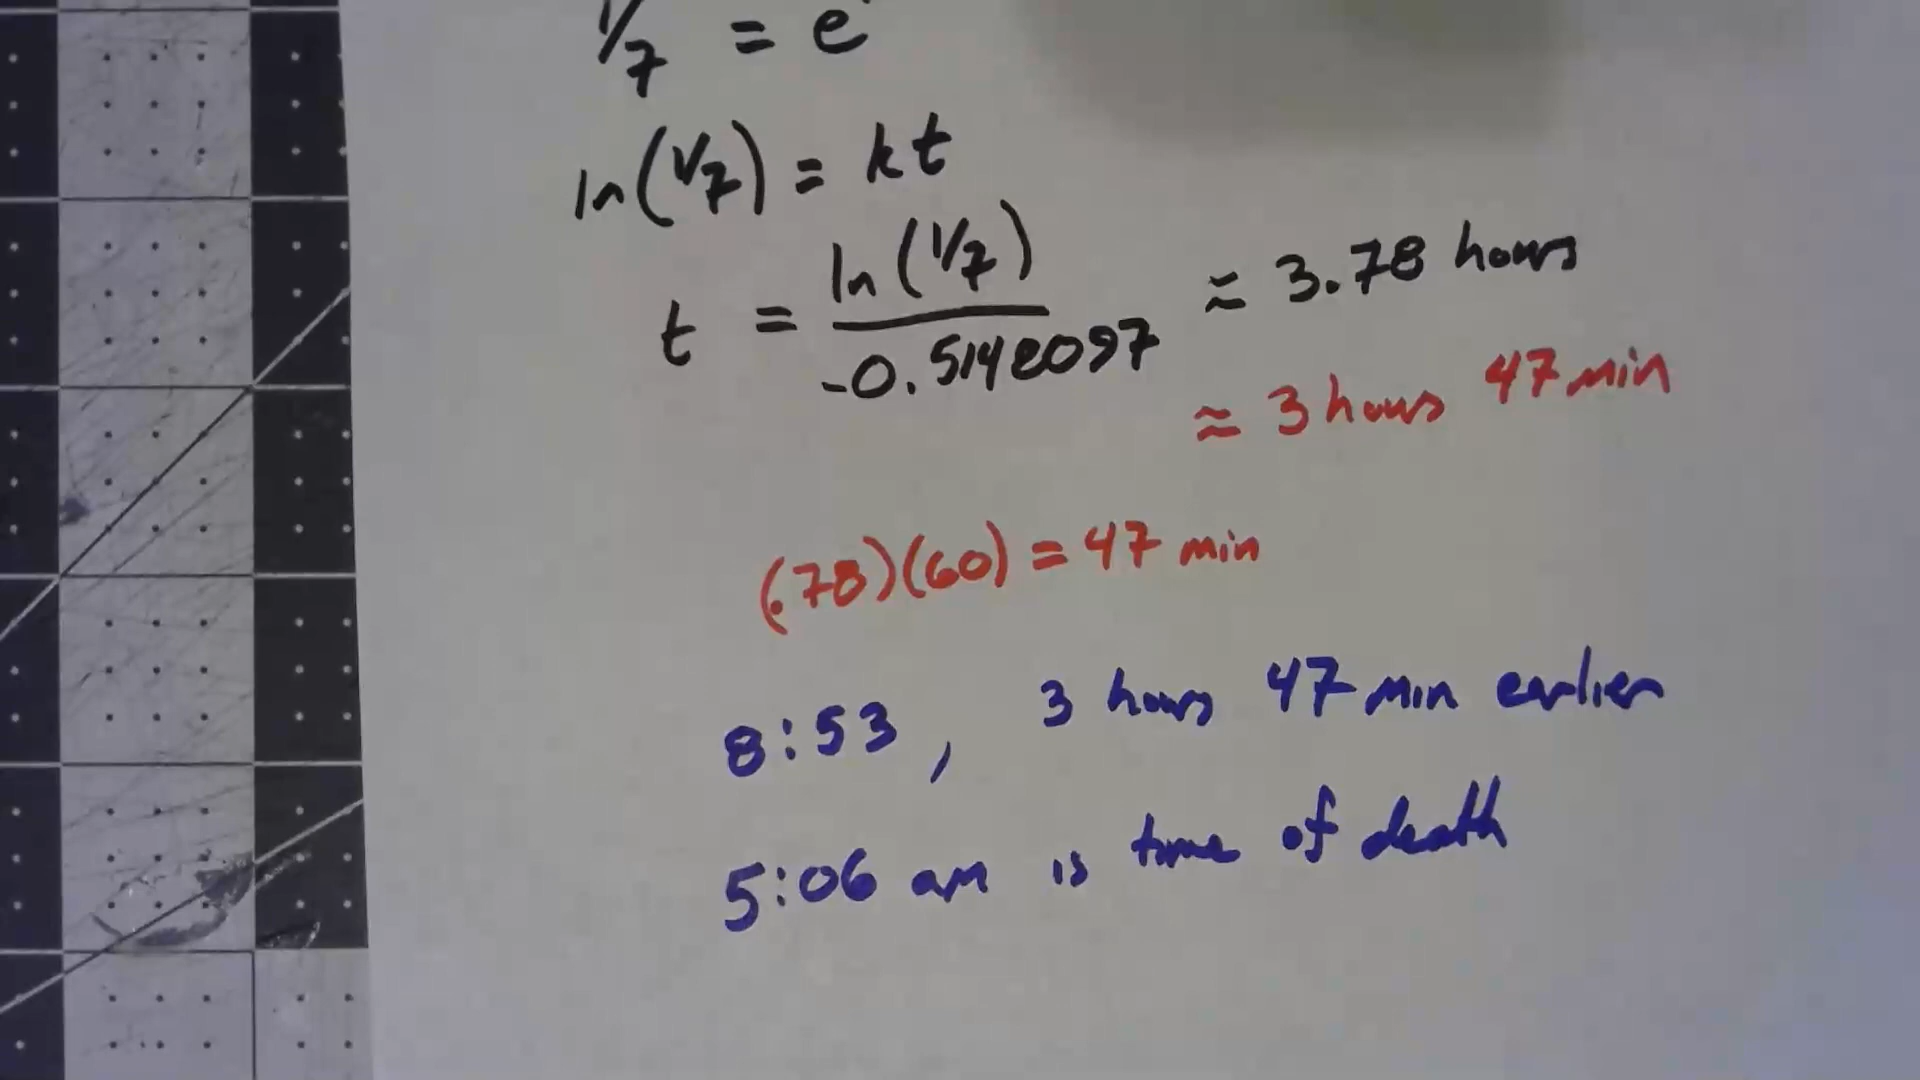 1/7 = e
ln(1/7) = kt
t = ln(1/7) / -0.5142097 ≈ 3.78 hours
≈ 3 hours 47 min
(.78)(60) = 47 min
8:53, 3 hours 47 min earlier
5:06 am is time of death